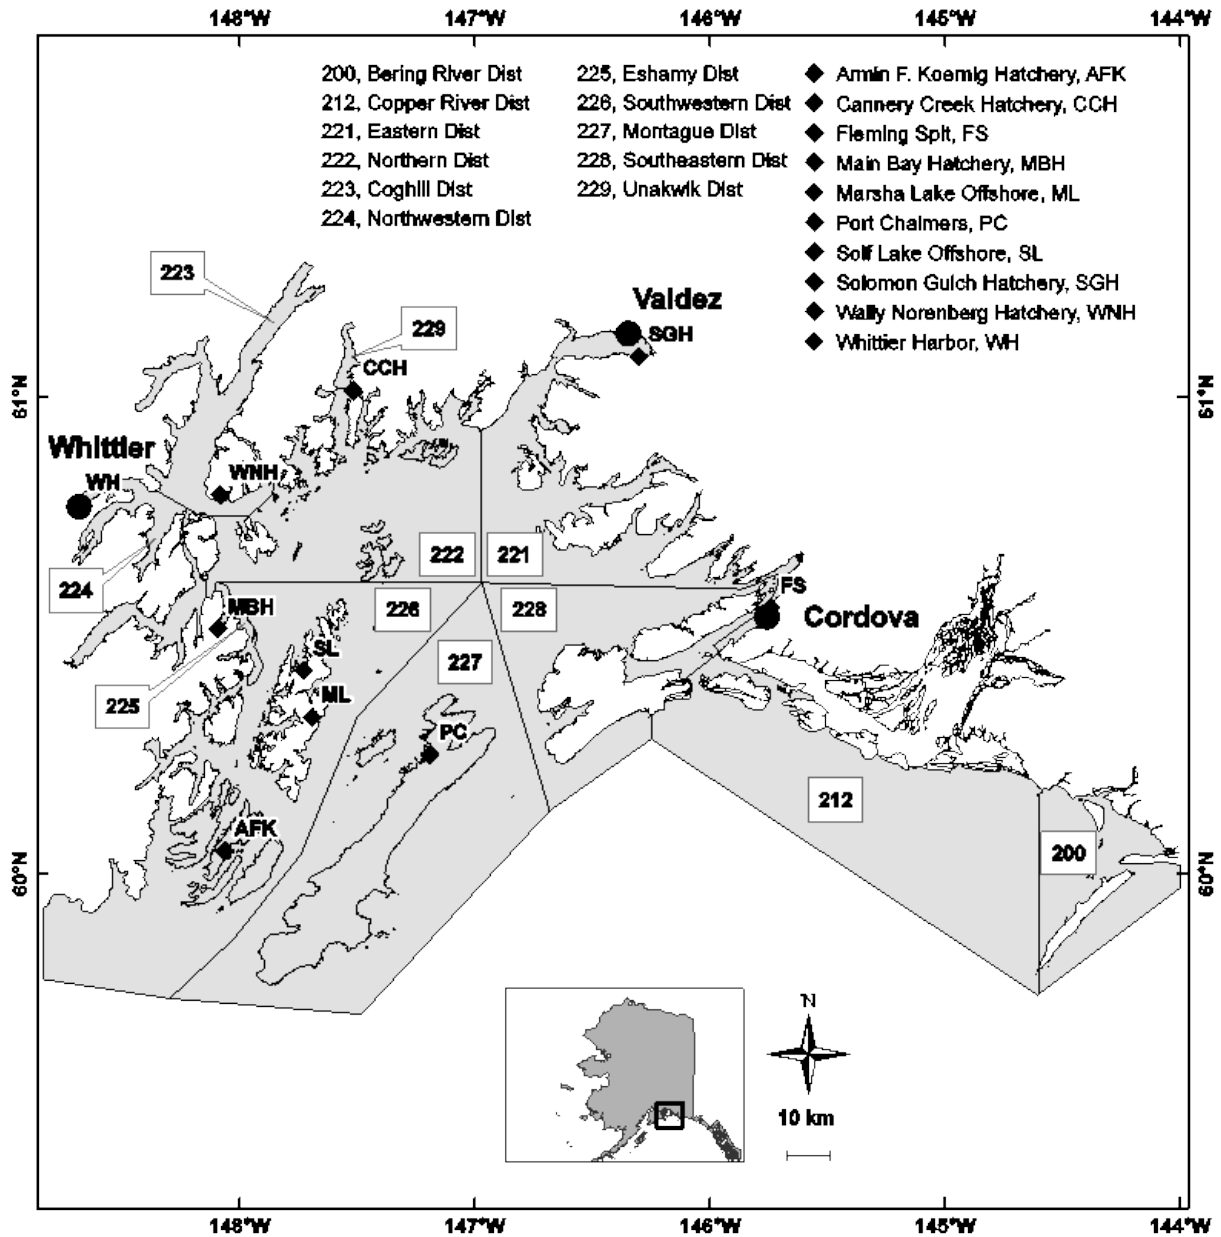 148°W 147°W 146°W 145°W 144°W
200, Bering River Dist
212, Copper River Dist
221, Eastern Dist
222, Northern Dist
223, Coghill Dist
224, Northwestern Dist
225, Eshamy Dist
226, Southwestern Dist
227, Montague Dist
228, Southeastern Dist
229, Unakwik Dist
Armin F. Koernig Hatchery, AFK
Cannery Creek Hatchery, CCH
Fleming Spit, FS
Main Bay Hatchery, MBH
Marsha Lake Offshore, ML
Port Chalmers, PC
Solf Lake Offshore, SL
Solomon Gulch Hatchery, SGH
Wally Norenberg Hatchery, WNH
Whittier Harbor, WH
223
Valdez
229
SGH
CCH
61°N
61°N
Whittier
WH
WNH
222
221
224
FS
MBH
226
228
Cordova
SL
227
225
ML
PC
212
AFK
200
60°N
60°N
N
10 km
148°W 147°W 146°W 145°W 144°W